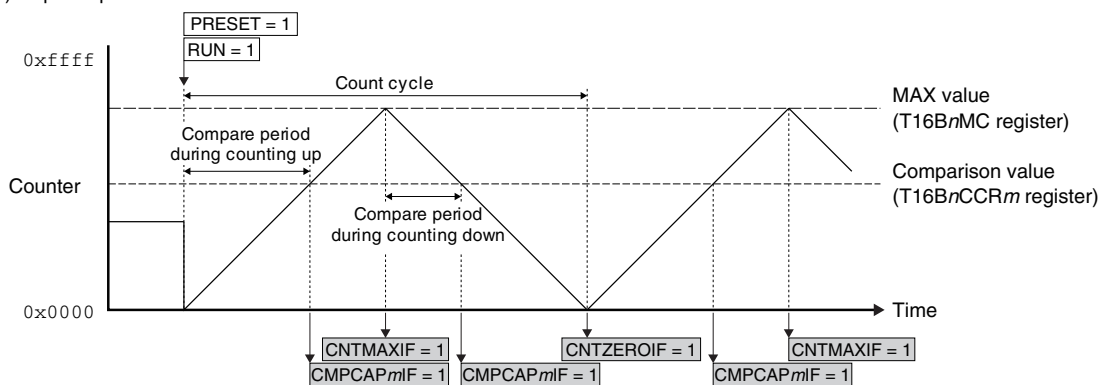 PRESET = 1
RUN = 1
0xffff
Count cycle
MAX value
(T16BnMC register)
Compare period
during counting up
Comparison value
(T16BnCCRm register)
Counter
Compare period
during counting down
0x0000
Time
CNTMAXIF = 1
CNTZEROIF = 1
CNTMAXIF = 1
CMPCAPmIF = 1
CMPCAPmIF = 1
CMPCAPmIF = 1